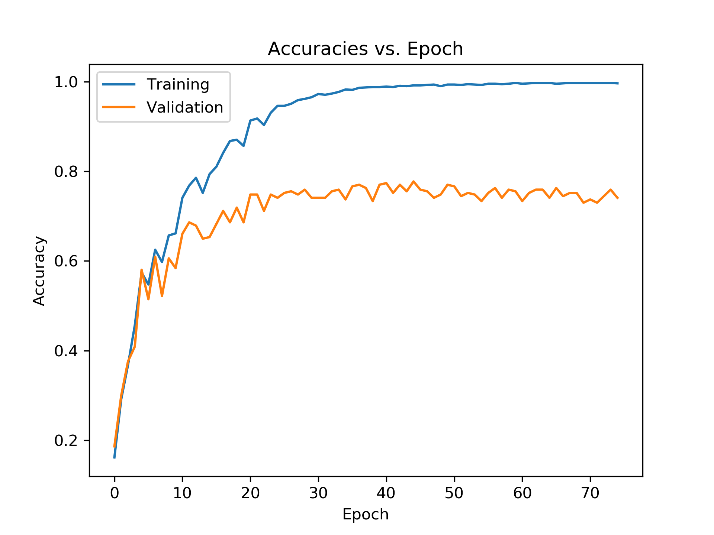 Accuracies vs. Epoch
Training
Validation
Accuracy
1.0
0.8
0.6
0.4
0.2
0 10 20 30 40 50 60 70
Epoch